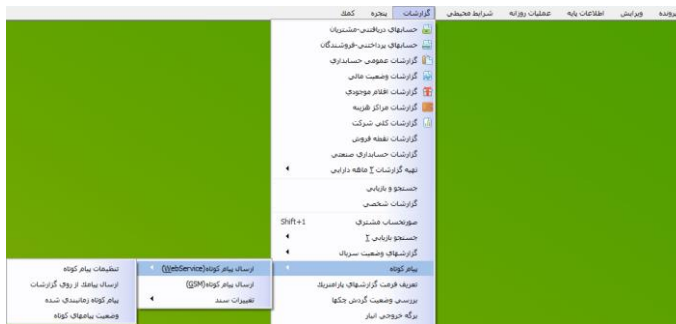 پرونده ویرایش اطلاعات پایه عملیات روزانه شرایط محیطی گزارشات پنجره کمک
حسابهای دریافتنی-مشتریان
حسابهای پرداختنی-فروشندگان
گزارشات عمومی حسابداری
گزارشات وضعیت مالی
گزارشات اقلام موجودی
گزارشات مراکز هزینه
گزارشات کلی شرکت
گزارشات نقطه فروش
گزارشات حسابداری صنعتی
تهیه گزارشات ۳ ماهه دارایی
جستجو و بازیابی
گزارشات شخصی
صورتحساب مشتری Shift+1
جستجو بازیابی 2
گزارشهای وضعیت سریال
پیام کوتاه
تعریف فرمت گزارشهای پارامتریک
بررسی وضعیت گردش چکها
برگه خروجی انبار
ارسال پیام کوتاه(WebService)
ارسال پیام کوتاه(GSM)
تغییرات سند
تنظیمات پیام کوتاه
ارسال پیامک از روی گزارشات
پیام کوتاه زمانبندی شده
وضعیت پیامهای کوتاه